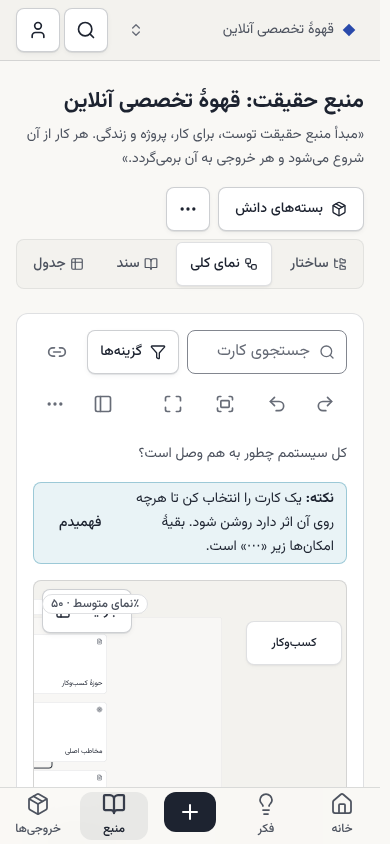 قهوهٔ تخصصی آنلاین
منبع حقیقت: قهوهٔ تخصصی آنلاین
«مبدأ منبع حقیقت توست، برای کار، پروژه و زندگی. هر کار از آن
شروع می‌شود و هر خروجی به آن برمی‌گردد.»
بسته‌های دانش
ساختار
نمای کلی
سند
جدول
جستجوی کارت
گزینه‌ها
کل سیستمم چطور به هم وصل است؟
نکته: یک کارت را انتخاب کن تا هرچه
روی آن اثر دارد روشن شود. بقیهٔ
امکان‌ها زیر «⋯» است.
فهمیدم
نمای متوسط · ۵۰٪
کسب‌وکار
حوزهٔ کسب‌وکار
مخاطب اصلی
خانه
فکر
منبع
خروجی‌ها